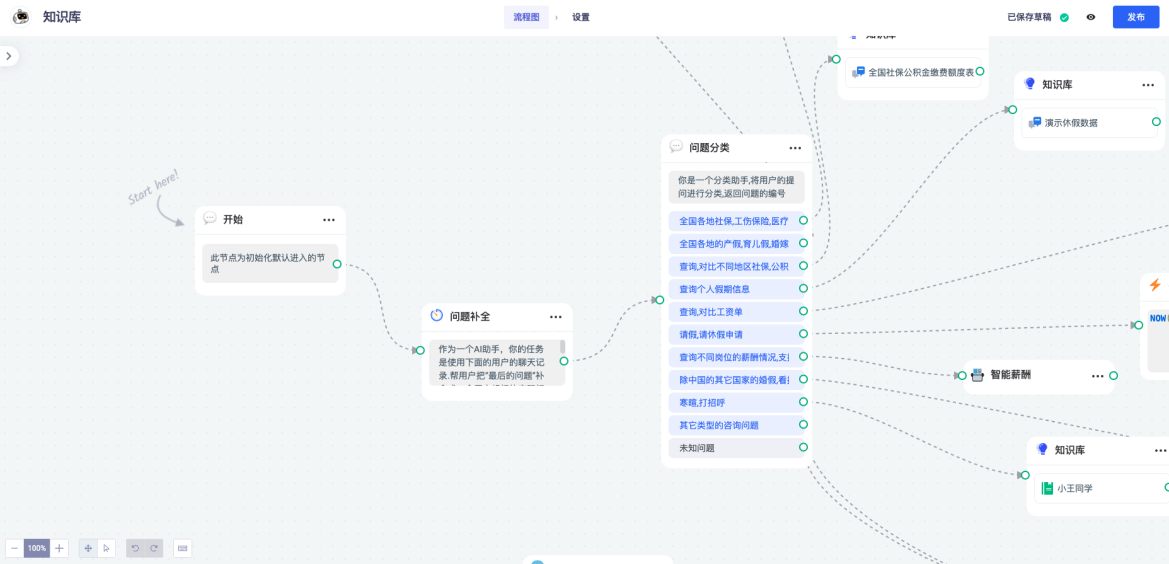 知识库
流程图 › 设置
已保存草稿
发布
知识库
全国社保公积金缴费额度表
知识库
演示休假数据
问题分类
你是一个分类助手,将用户的提
问进行分类,返回问题的编号
全国各地社保,工伤保险,医疗
全国各地的产假,育儿假,婚嫁
查询,对比不同地区社保,公积
查询个人假期信息
查询,对比工资单
请假,请休假申请
查询不同岗位的薪酬情况,支
除中国的其它国家的婚假,看
寒暄,打招呼
其它类型的咨询问题
未知问题
Start here!
开始
此节点为初始化默认进入的节
点
问题补全
作为一个AI助手，你的任务
是使用下面的用户的聊天记
录.帮用户把"最后的问题"补
NOW
智能薪酬
知识库
小王同学
100%